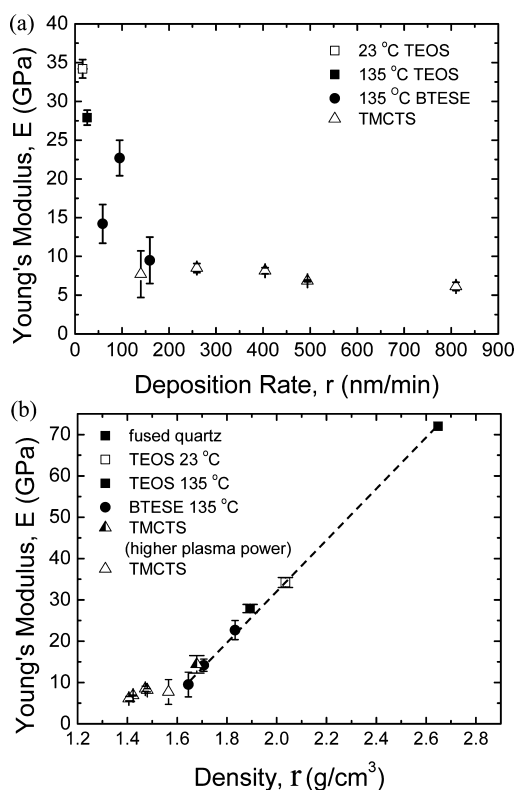 (a)
40
35
30
25
20
15
10
5
0
Young's Modulus, E (GPa)
23 °C TEOS
135 °C TEOS
135 °C BTESE
TMCTS
0 100 200 300 400 500 600 700 800 900
Deposition Rate, r (nm/min)
(b)
70
60
50
40
30
20
10
0
Young's Modulus, E (GPa)
fused quartz
TEOS 23 °C
TEOS 135 °C
BTESE 135 °C
TMCTS
(higher plasma power)
TMCTS
1.2 1.4 1.6 1.8 2.0 2.2 2.4 2.6 2.8
Density, r (g/cm³)